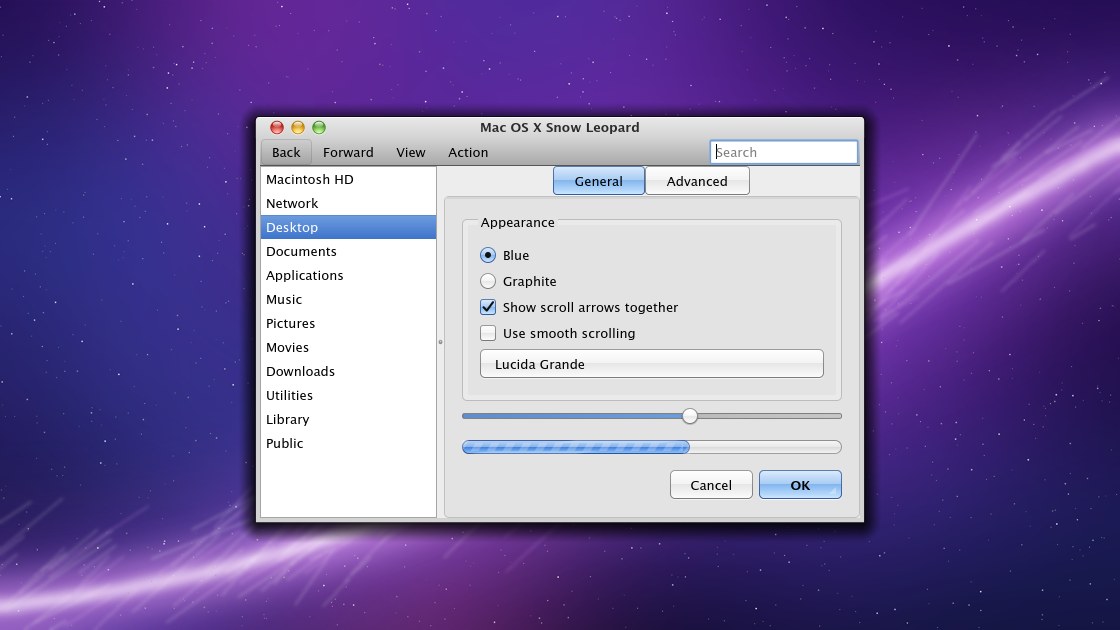 Mac OS X Snow Leopard
Back Forward View Action Search
Macintosh HD
Network
Desktop
Documents
Applications
Music
Pictures
Movies
Downloads
Utilities
Library
Public
General Advanced
Appearance
Blue
Graphite
Show scroll arrows together
Use smooth scrolling
Lucida Grande
Cancel OK